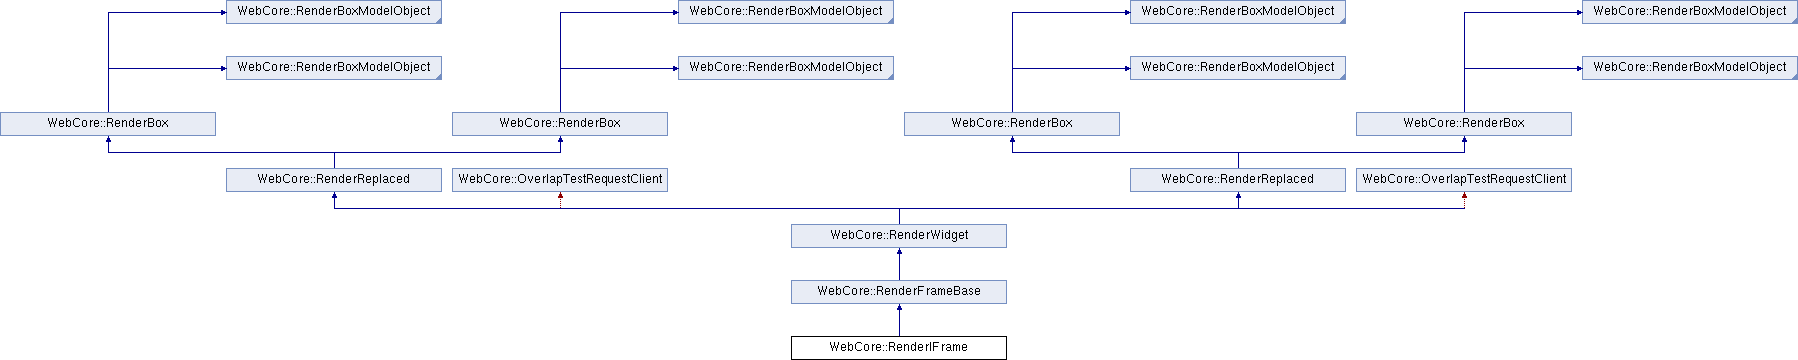 WebCore::RenderBoxModelObject
WebCore::RenderBoxModelObject
WebCore::RenderBoxModelObject
WebCore::RenderBoxModelObject
WebCore::RenderBoxModelObject
WebCore::RenderBoxModelObject
WebCore::RenderBoxModelObject
WebCore::RenderBoxModelObject
WebCore::RenderBox
WebCore::RenderBox
WebCore::RenderBox
WebCore::RenderBox
WebCore::RenderReplaced
WebCore::OverlapTestRequestClient
WebCore::RenderReplaced
WebCore::OverlapTestRequestClient
WebCore::RenderWidget
WebCore::RenderFrameBase
WebCore::RenderIFrame